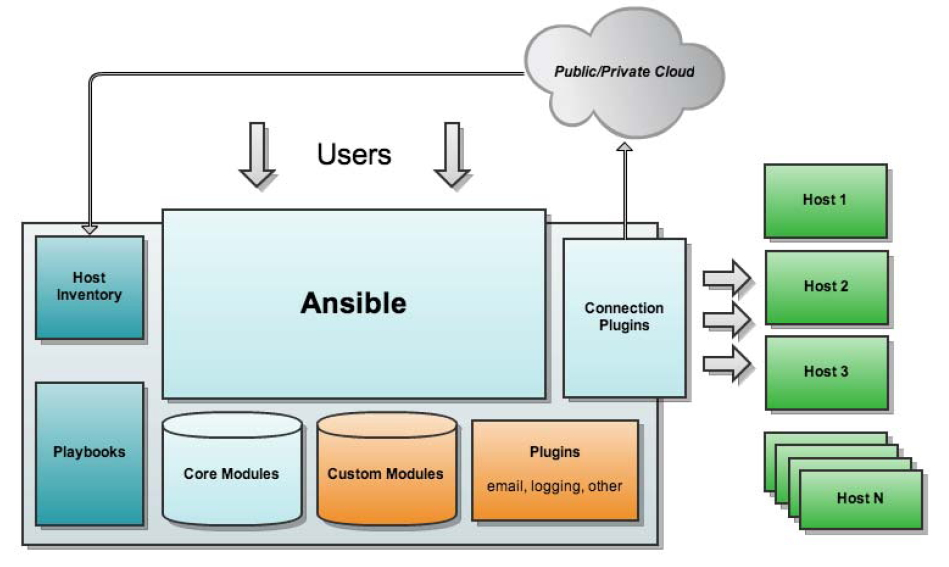 Public/Private Cloud
Users
Host 1
Host
Inventory
Ansible
Connection
Plugins
Host 2
Host 3
Playbooks
Core Modules
Custom Modules
Plugins
email, logging, other
Host N